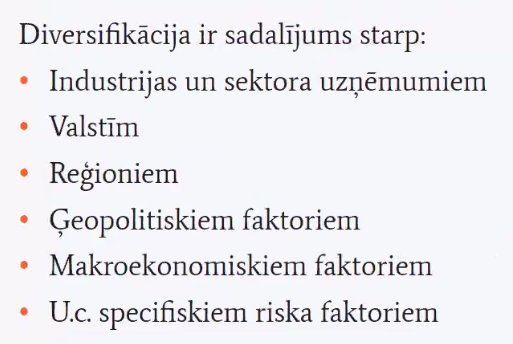 Diversifikācija ir sadalījums starp:
• Industrijas un sektora uzņēmumiem
• Valstīm
• Reģioniem
• Ģeopolitiskiem faktoriem
• Makroekonomiskiem faktoriem
• U.c. specifiskiem riska faktoriem